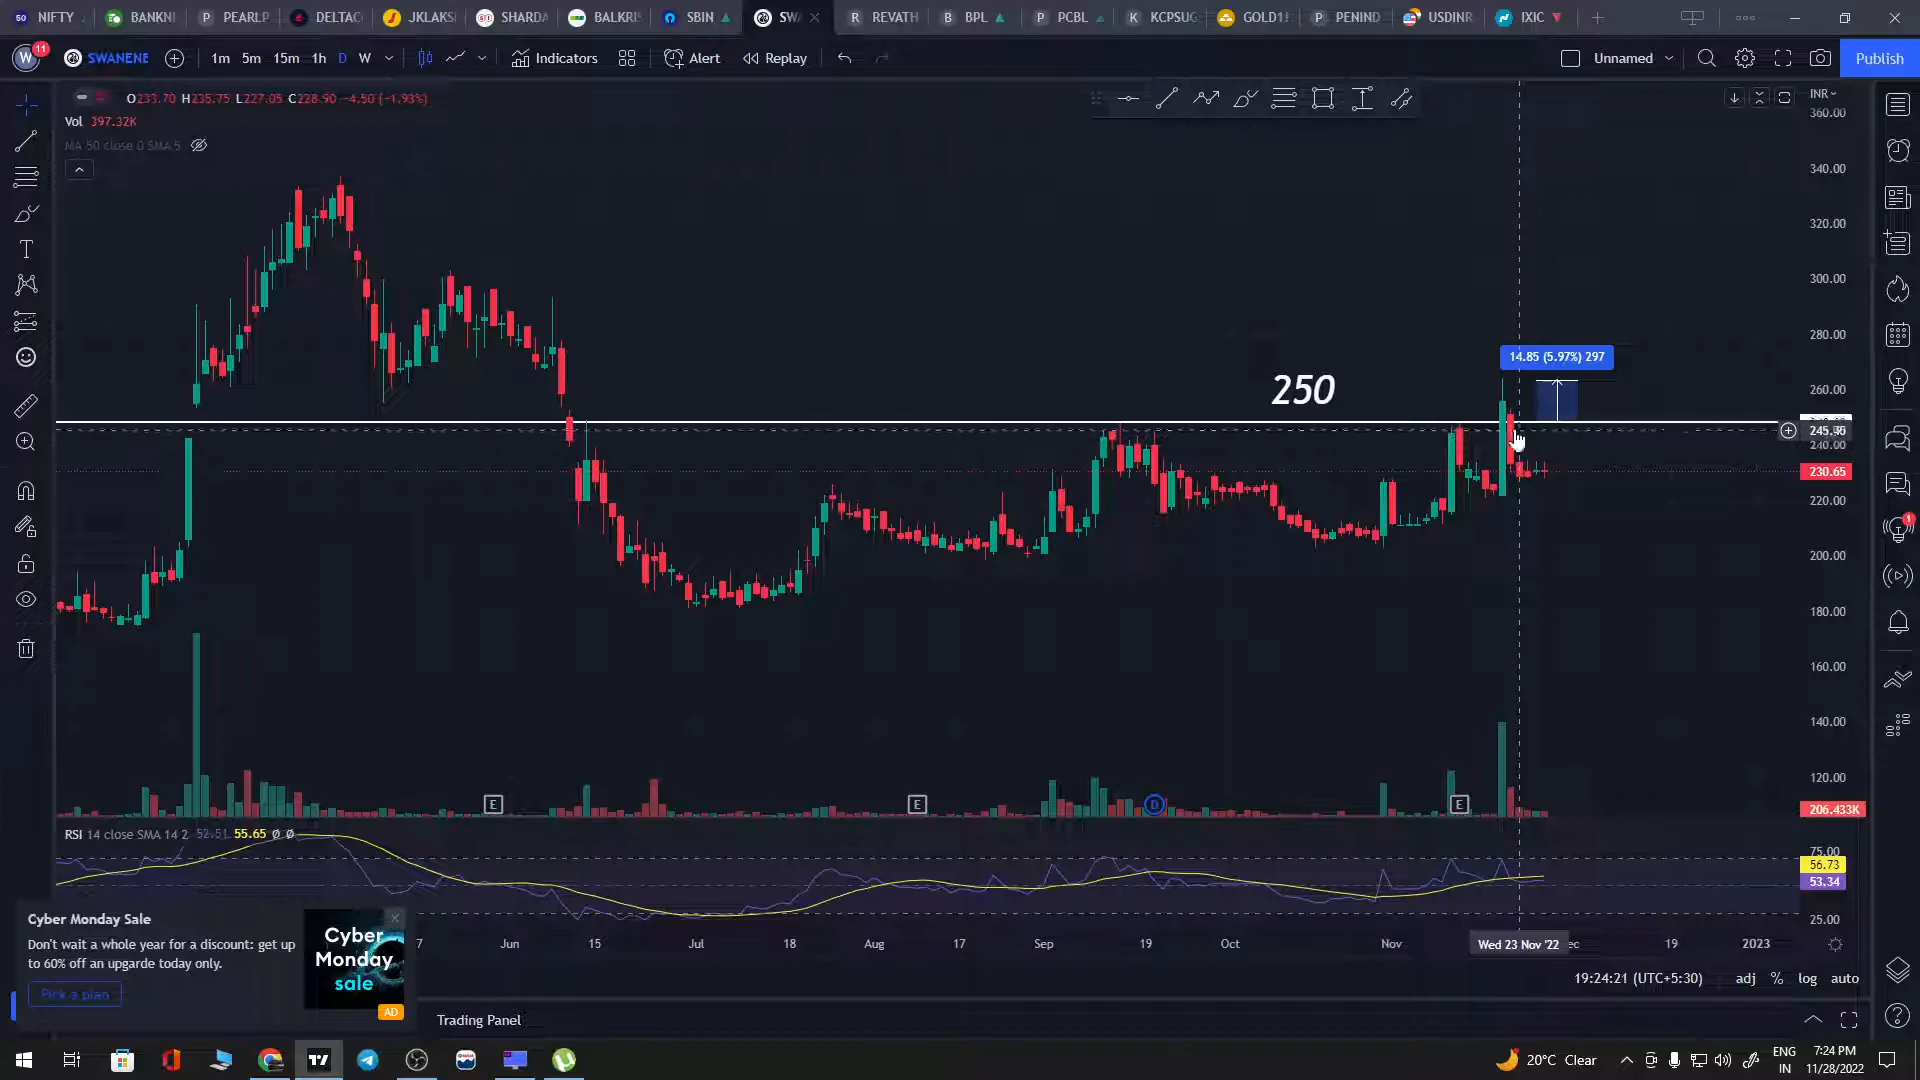 NIFTY BANKNI PEARLP DELTAC JKLAKS SHARDA BALKRIS SBIN SWA REVATH BPL PCBL KCPSUG GOLD1! PENIND USDINR IXIC
W 11 SWANENE 1m 5m 15m 1h D W Indicators Alert Replay Unnamed Publish
O233.70 H235.75 L227.05 C228.90 −4.50 (−1.93%)
INR
Vol 397.32K
MA 50 close 0 SMA 5
360.00
340.00
320.00
300.00
280.00
14.85 (5.97%) 297
260.00
250
245.55
240.00
230.65
220.00
200.00
180.00
160.00
140.00
120.00
E E D E
206.433K
RSI 14 close SMA 14 2 52.51 55.65 Ø Ø
75.00
56.73
53.34
25.00
7 Jun 15 Jul 18 Aug 17 Sep 19 Oct Nov Wed 23 Nov '22 ec 19 2023
Cyber Monday Sale
Don't wait a whole year for a discount: get up
to 60% off an upgarde today only.
Pick a plan
Cyber
Monday
sale
AD
19:24:21 (UTC+5:30) adj % log auto
Trading Panel
20°C Clear
ENG
IN
7:24 PM
11/28/2022